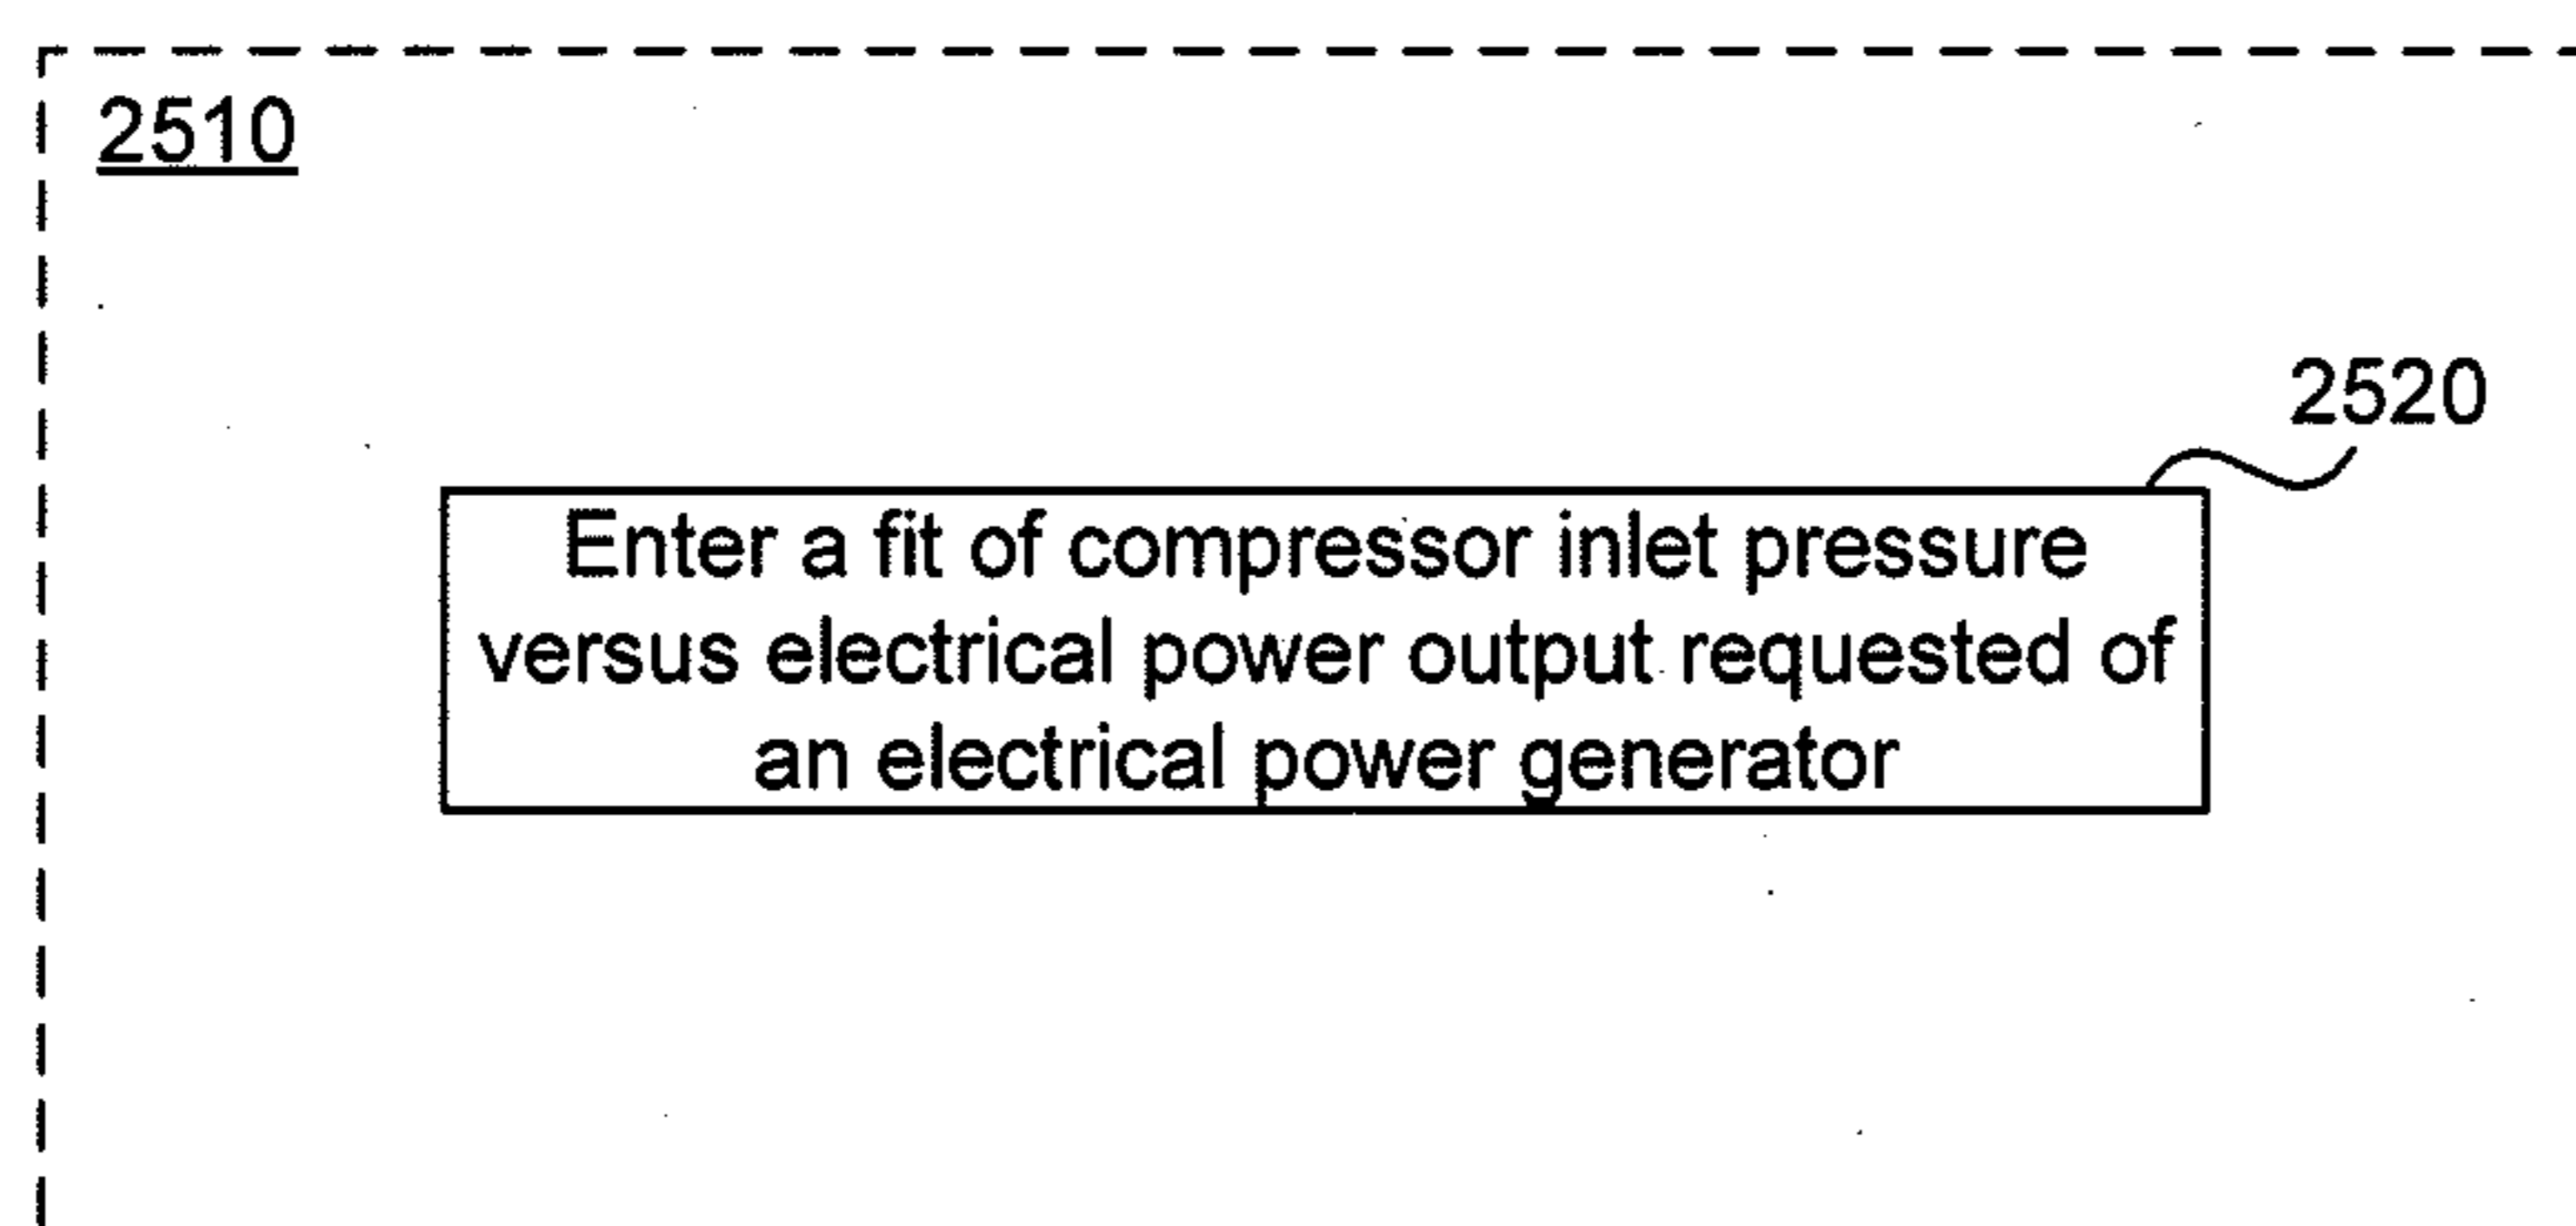 2510
2520
Enter a fit of compressor inlet pressure
versus electrical power output requested of
an electrical power generator